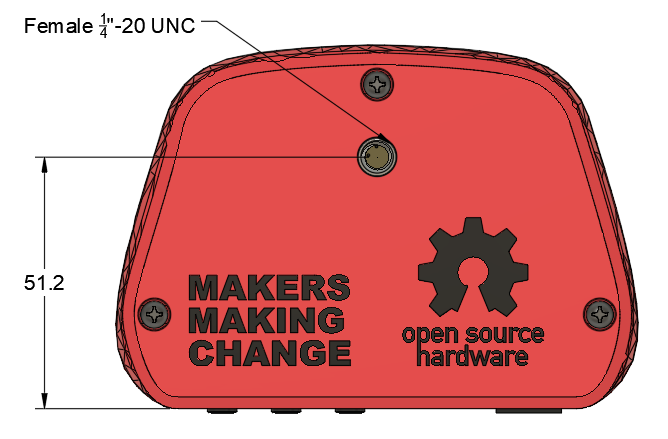 Female 1/4"-20 UNC
51.2
MAKERS
MAKING
CHANGE
open source
hardware